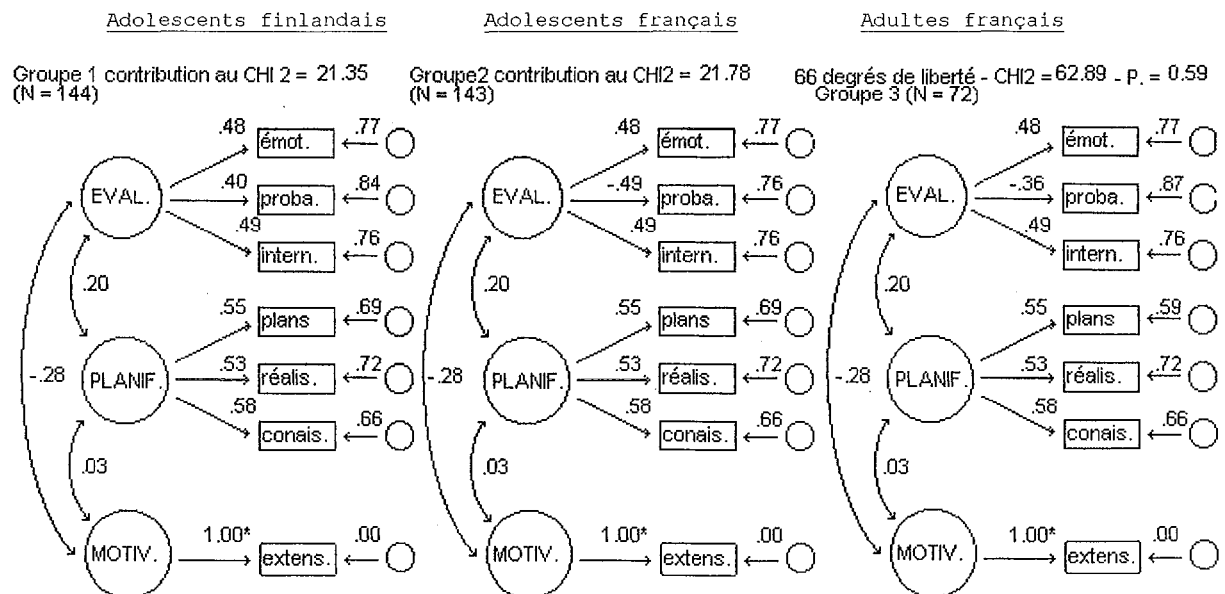 Adolescents finlandais
Adolescents français
Adultes français
Groupe 1 contribution au CHI 2 = 21.35
(N = 144)
Groupe2 contribution au CHI2 = 21.78
(N = 143)
66 degrés de liberté - CHI2 = 62.89 - P. = 0.59
Groupe 3 (N = 72)
.48
émot.
.77
EVAL.
.40
proba.
.84
.49
intern.
.76
.20
.55
plans
.69
-.28
PLANIF.
.53
réalis.
.72
.58
conais.
.66
.03
MOTIV.
1.00*
extens.
.00
.48
émot.
.77
EVAL.
-.49
proba.
.76
.49
intern.
.76
.20
.55
plans
.69
-.28
PLANIF.
.53
réalis.
.72
.58
conais.
.66
.03
MOTIV.
1.00*
extens.
.00
.48
émot.
.77
EVAL.
-.36
proba.
.87
.49
intern.
.76
.20
.55
plans
.59
-.28
PLANIF.
.53
réalis.
.72
.58
conais.
.66
.03
MOTIV.
1.00*
extens.
.00